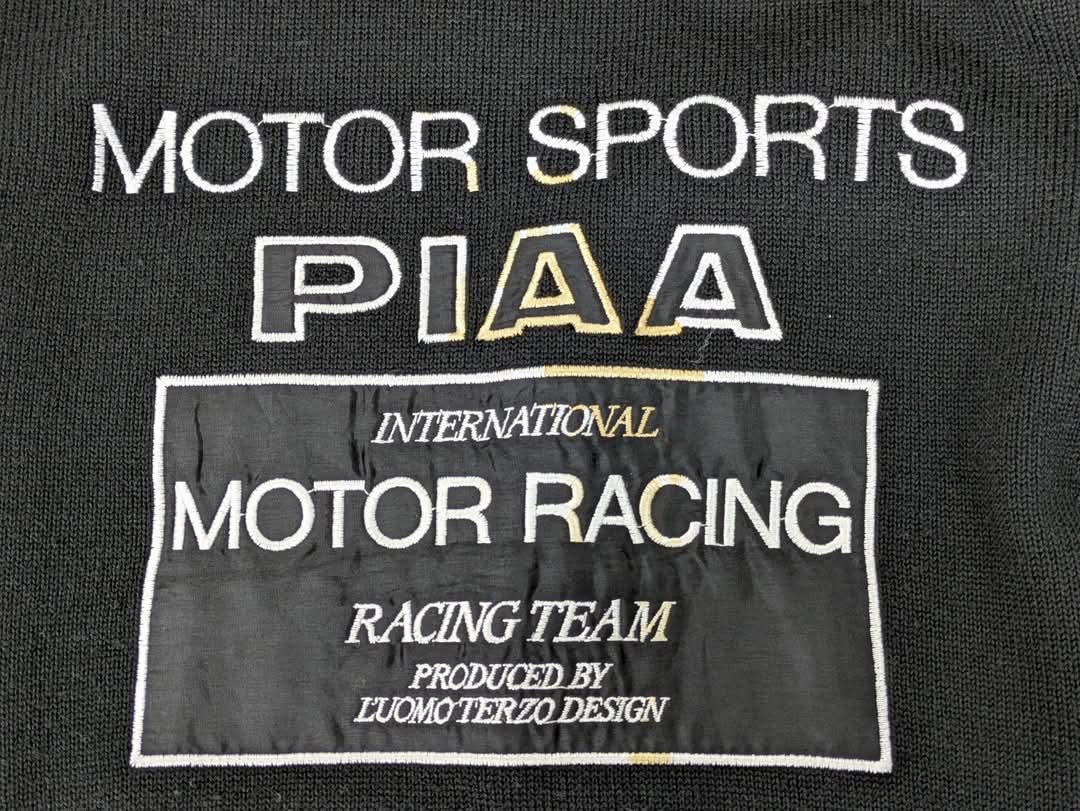 MOTOR SPORTS
PIAA
INTERNATIONAL
MOTOR RACING
RACING TEAM
PRODUCED BY
L'UOMO TERZO DESIGN